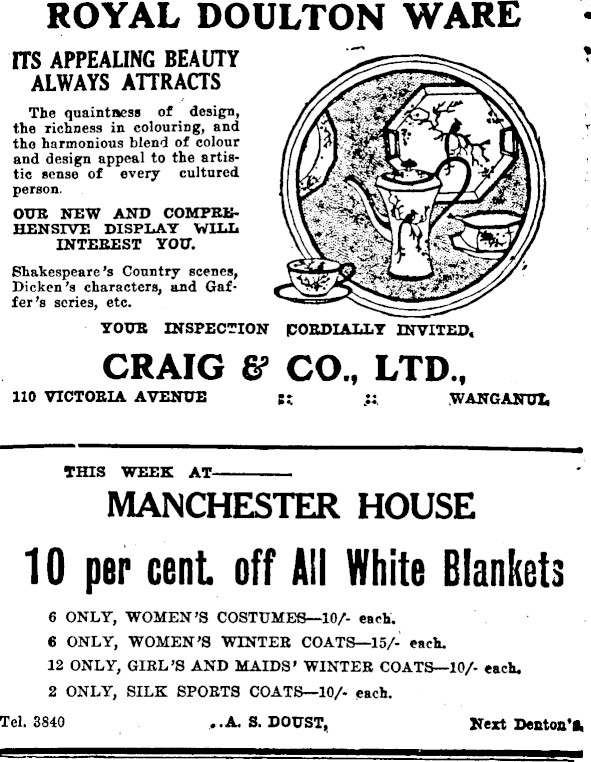 ROYAL DOULTON WARE
ITS APPEALING BEAUTY
ALWAYS ATTRACTS
The quaintness of design,
the richness in colouring, and
the harmonious blend of colour
and design appeal to the artis-
tic sense of every cultured
person.
OUR NEW AND COMPRE-
HENSIVE DISPLAY WILL
INTEREST YOU.
Shakespeare's Country scenes,
Dicken's characters, and Gaf-
fer's series, etc.
YOUR INSPECTION CORDIALLY INVITED.
CRAIG & CO., LTD.,
110 VICTORIA AVENUE :: :: WANGANUI.
THIS WEEK AT————
MANCHESTER HOUSE
10 per cent. off All White Blankets
6 ONLY, WOMEN'S COSTUMES—10/- each.
6 ONLY, WOMEN'S WINTER COATS—15/- each.
12 ONLY, GIRL'S AND MAIDS' WINTER COATS—10/- each.
2 ONLY, SILK SPORTS COATS—10/- each.
Tel. 3840 ..A. S. DOUST, Next Denton's.